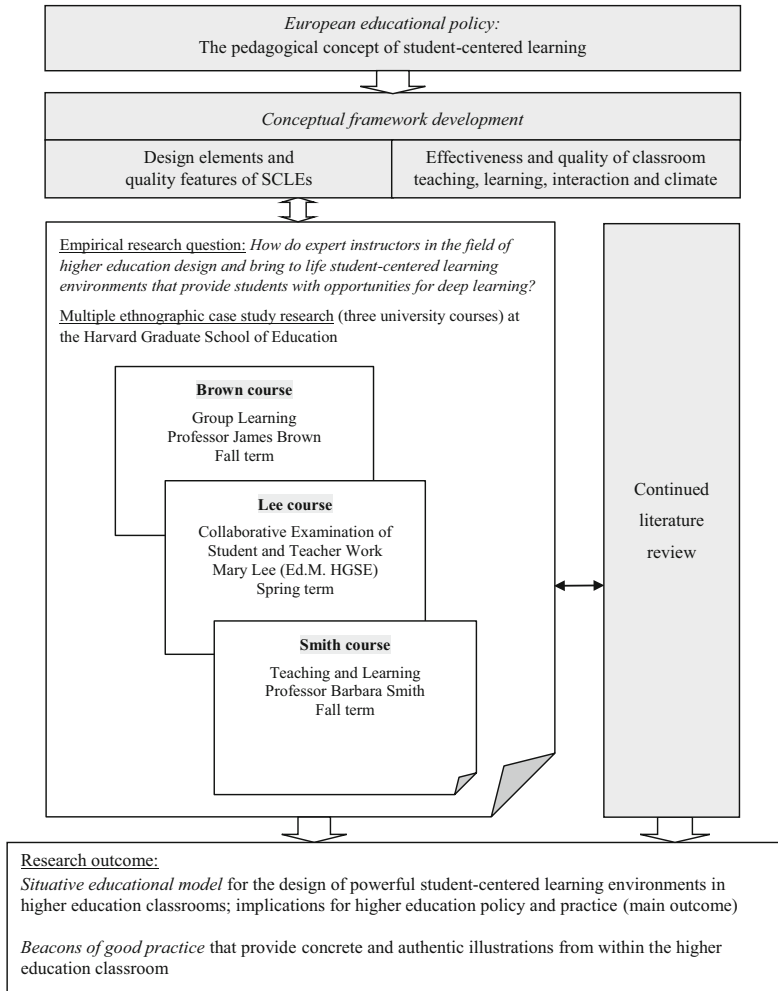 European educational policy:
The pedagogical concept of student-centered learning
Conceptual framework development
Design elements and
quality features of SCLEs
Effectiveness and quality of classroom
teaching, learning, interaction and climate
Empirical research question: How do expert instructors in the field of
higher education design and bring to life student-centered learning
environments that provide students with opportunities for deep learning?
Multiple ethnographic case study research (three university courses) at
the Harvard Graduate School of Education
Brown course
Group Learning
Professor James Brown
Fall term
Lee course
Collaborative Examination of
Student and Teacher Work
Mary Lee (Ed.M. HGSE)
Spring term
Smith course
Teaching and Learning
Professor Barbara Smith
Fall term
Continued
literature
review
Research outcome:
Situative educational model for the design of powerful student-centered learning environments in
higher education classrooms; implications for higher education policy and practice (main outcome)
Beacons of good practice that provide concrete and authentic illustrations from within the higher
education classroom